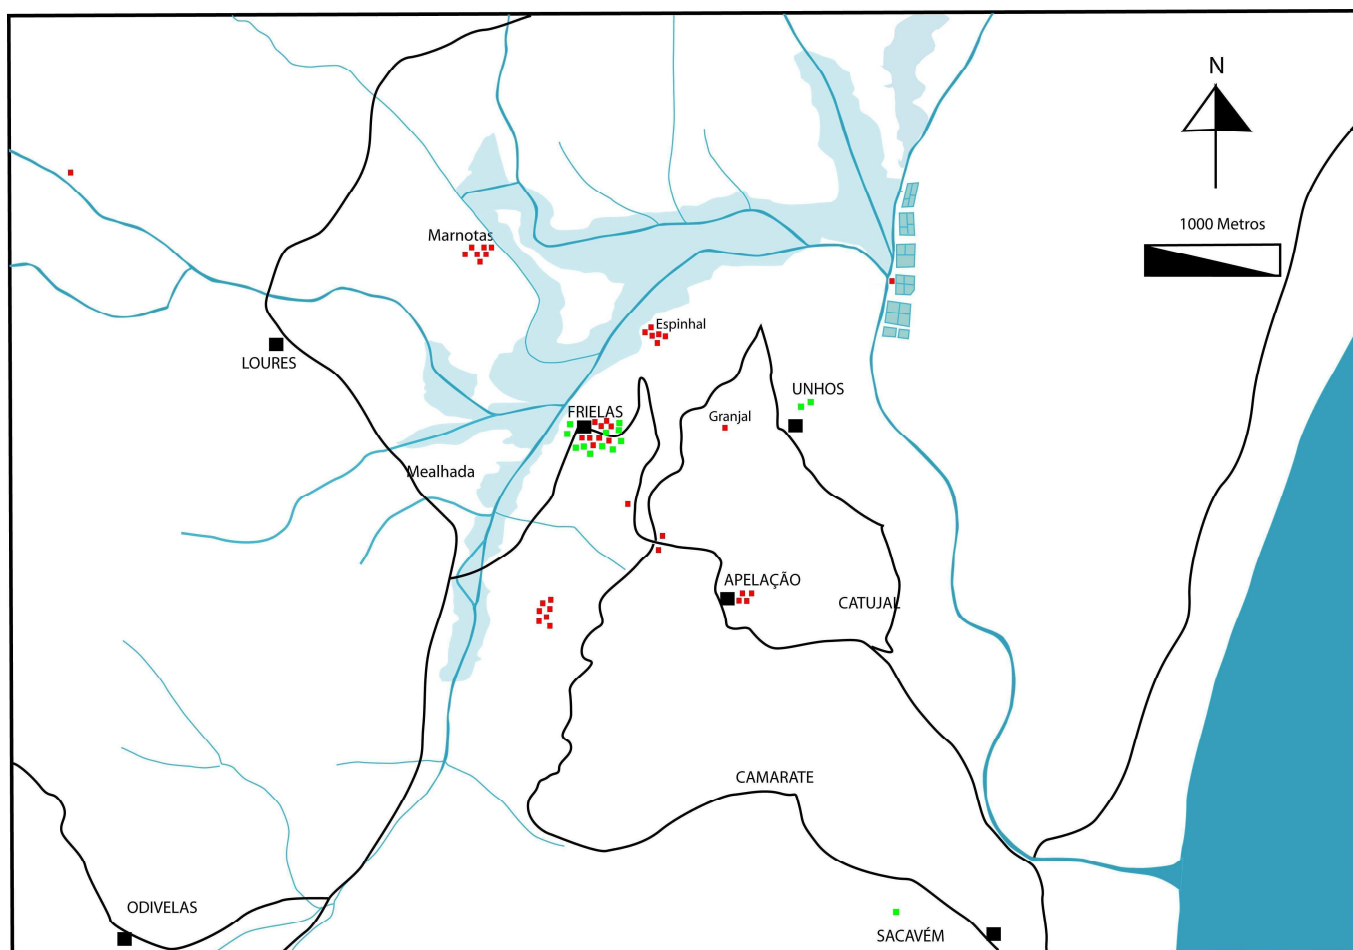 N
1000 Metros
Marnotas
Espinhal
LOURES
UNHOS
FRIELAS
Granjal
Mealhada
APELAÇÃO
CATUJAL
CAMARATE
ODIVELAS
SACAVÉM